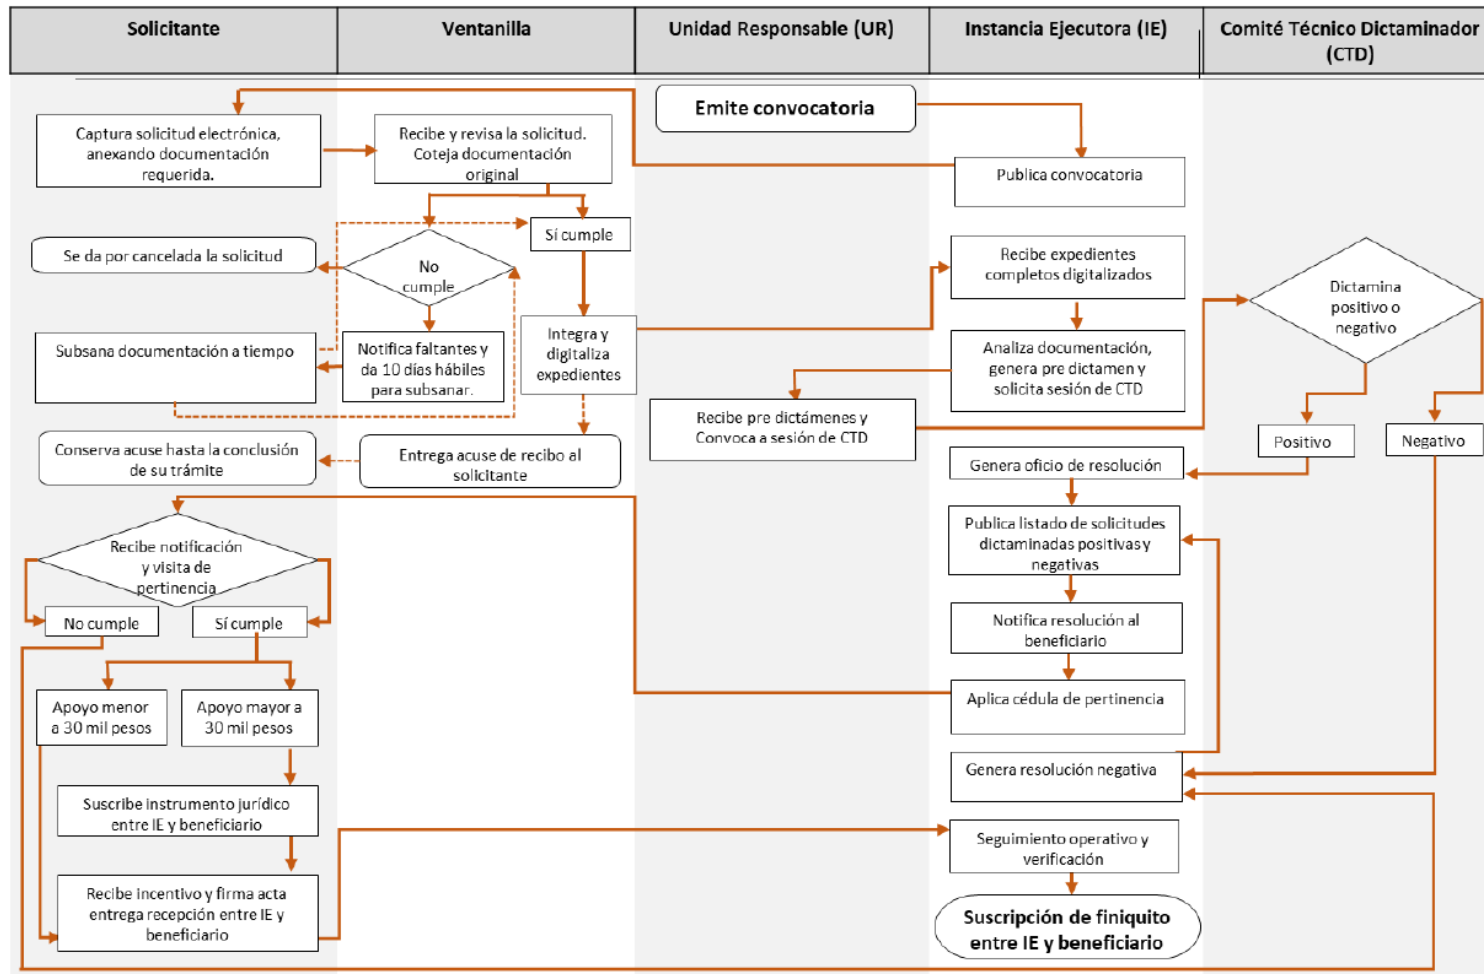 Solicitante
Ventanilla
Unidad Responsable (UR)
Instancia Ejecutora (IE)
Comité Técnico Dictaminador
(CTD)
Emite convocatoria
Captura solicitud electrónica,
anexando documentación
requerida.
Recibe y revisa la solicitud.
Coteja documentación
original
Publica convocatoria
Sí cumple
Se da por cancelada la solicitud
No
cumple
Recibe expedientes
completos digitalizados
Dictamina
positivo o
negativo
Subsana documentación a tiempo
Notifica faltantes y
da 10 días hábiles
para subsanar.
Integra y
digitaliza
expedientes
Analiza documentación,
genera pre dictamen y
solicita sesión de CTD
Recibe pre dictámenes y
Convoca a sesión de CTD
Positivo
Negativo
Conserva acuse hasta la conclusión
de su trámite
Entrega acuse de recibo al
solicitante
Genera oficio de resolución
Publica listado de solicitudes
dictaminadas positivas y
negativas
Recibe notificación
y visita de
pertinencia
No cumple
Sí cumple
Notifica resolución al
beneficiario
Apoyo menor
a 30 mil pesos
Apoyo mayor a
30 mil pesos
Aplica cédula de pertinencia
Genera resolución negativa
Suscribe instrumento jurídico
entre IE y beneficiario
Seguimiento operativo y
verificación
Recibe incentivo y firma acta
entrega recepción entre IE y
beneficiario
Suscripción de finiquito
entre IE y beneficiario